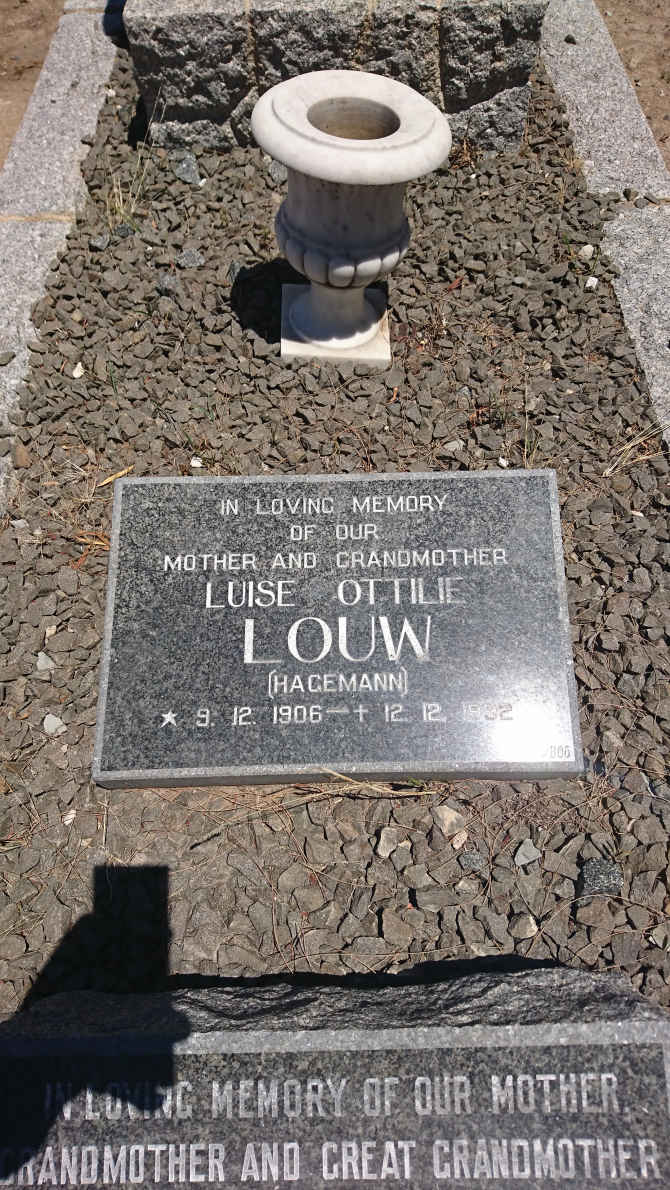 IN LOVING MEMORY
OF OUR
MOTHER AND GRANDMOTHER
LUISE OTTILIE
LOUW
(HAGEMANN)
★ 9. 12. 1906 – † 12. 12. 1992
806
IN LOVING MEMORY OF OUR MOTHER,
GRANDMOTHER AND GREAT GRANDMOTHER